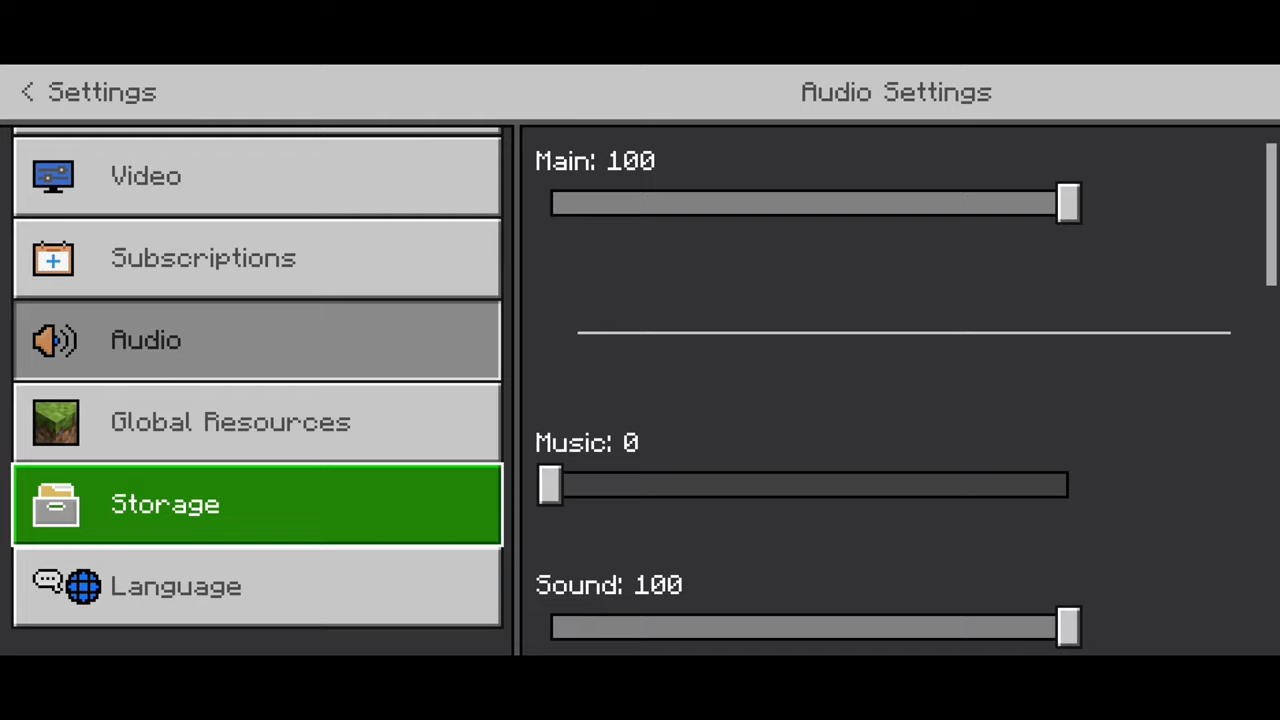 < Settings
Audio Settings
Video
Subscriptions
Audio
Global Resources
Storage
Language
Main: 100
Music: 0
Sound: 100